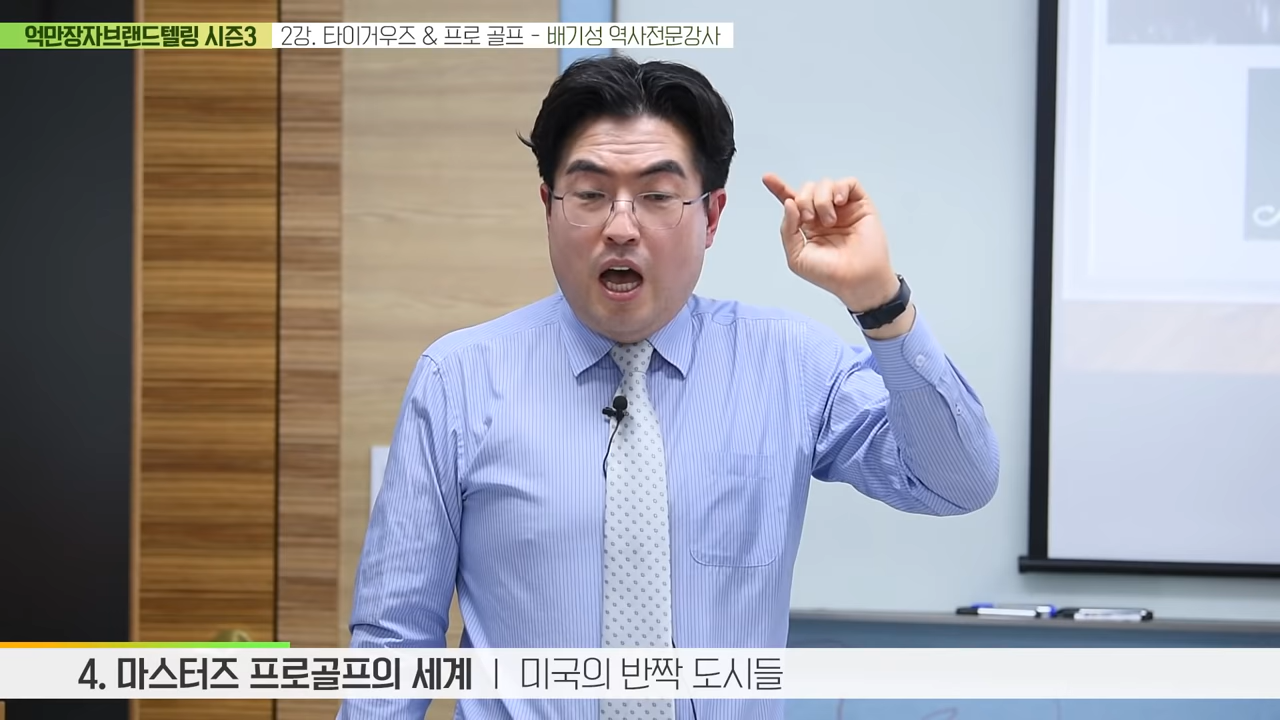 억만장자브랜드텔링 시즌3 2강. 타이거우즈 & 프로 골프 - 배기성 역사전문강사
4. 마스터즈 프로골프의 세계 | 미국의 반짝 도시들